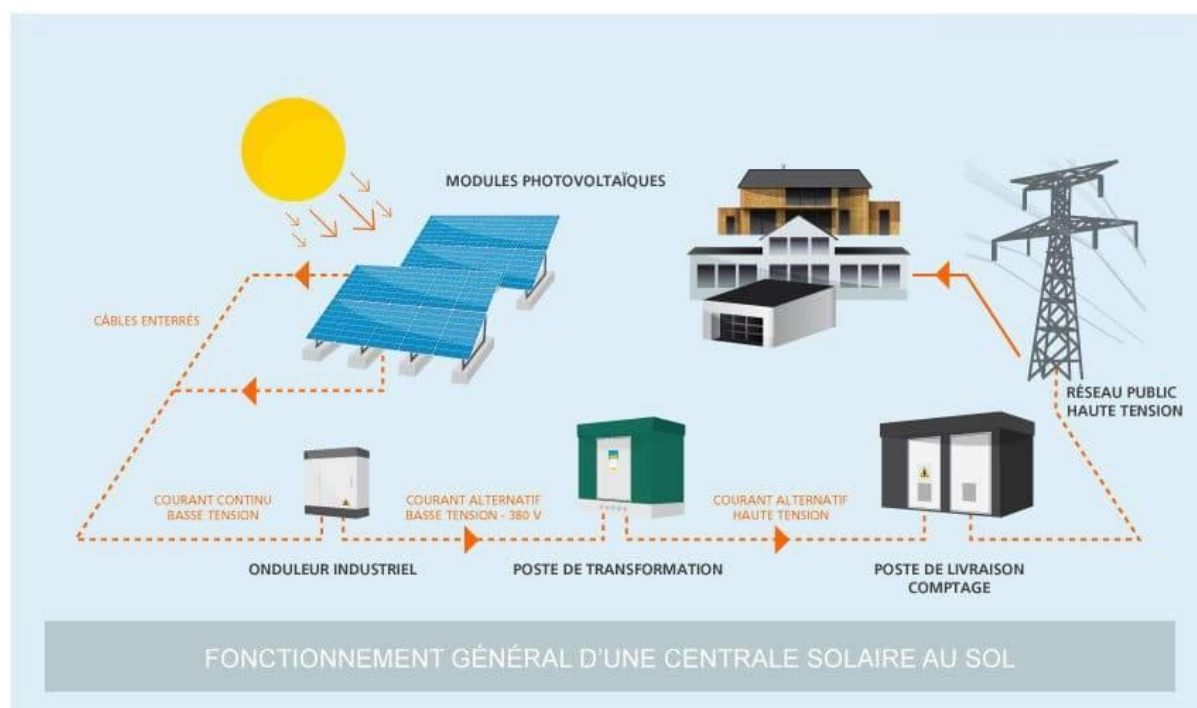 MODULES PHOTOVOLTAÏQUES
CÂBLES ENTERRÉS
RÉSEAU PUBLIC
HAUTE TENSION
COURANT CONTINU
BASSE TENSION
COURANT ALTERNATIF
BASSE TENSION - 380 V
COURANT ALTERNATIF
HAUTE TENSION
ONDULEUR INDUSTRIEL
POSTE DE TRANSFORMATION
POSTE DE LIVRAISON
COMPTAGE
FONCTIONNEMENT GÉNÉRAL D'UNE CENTRALE SOLAIRE AU SOL